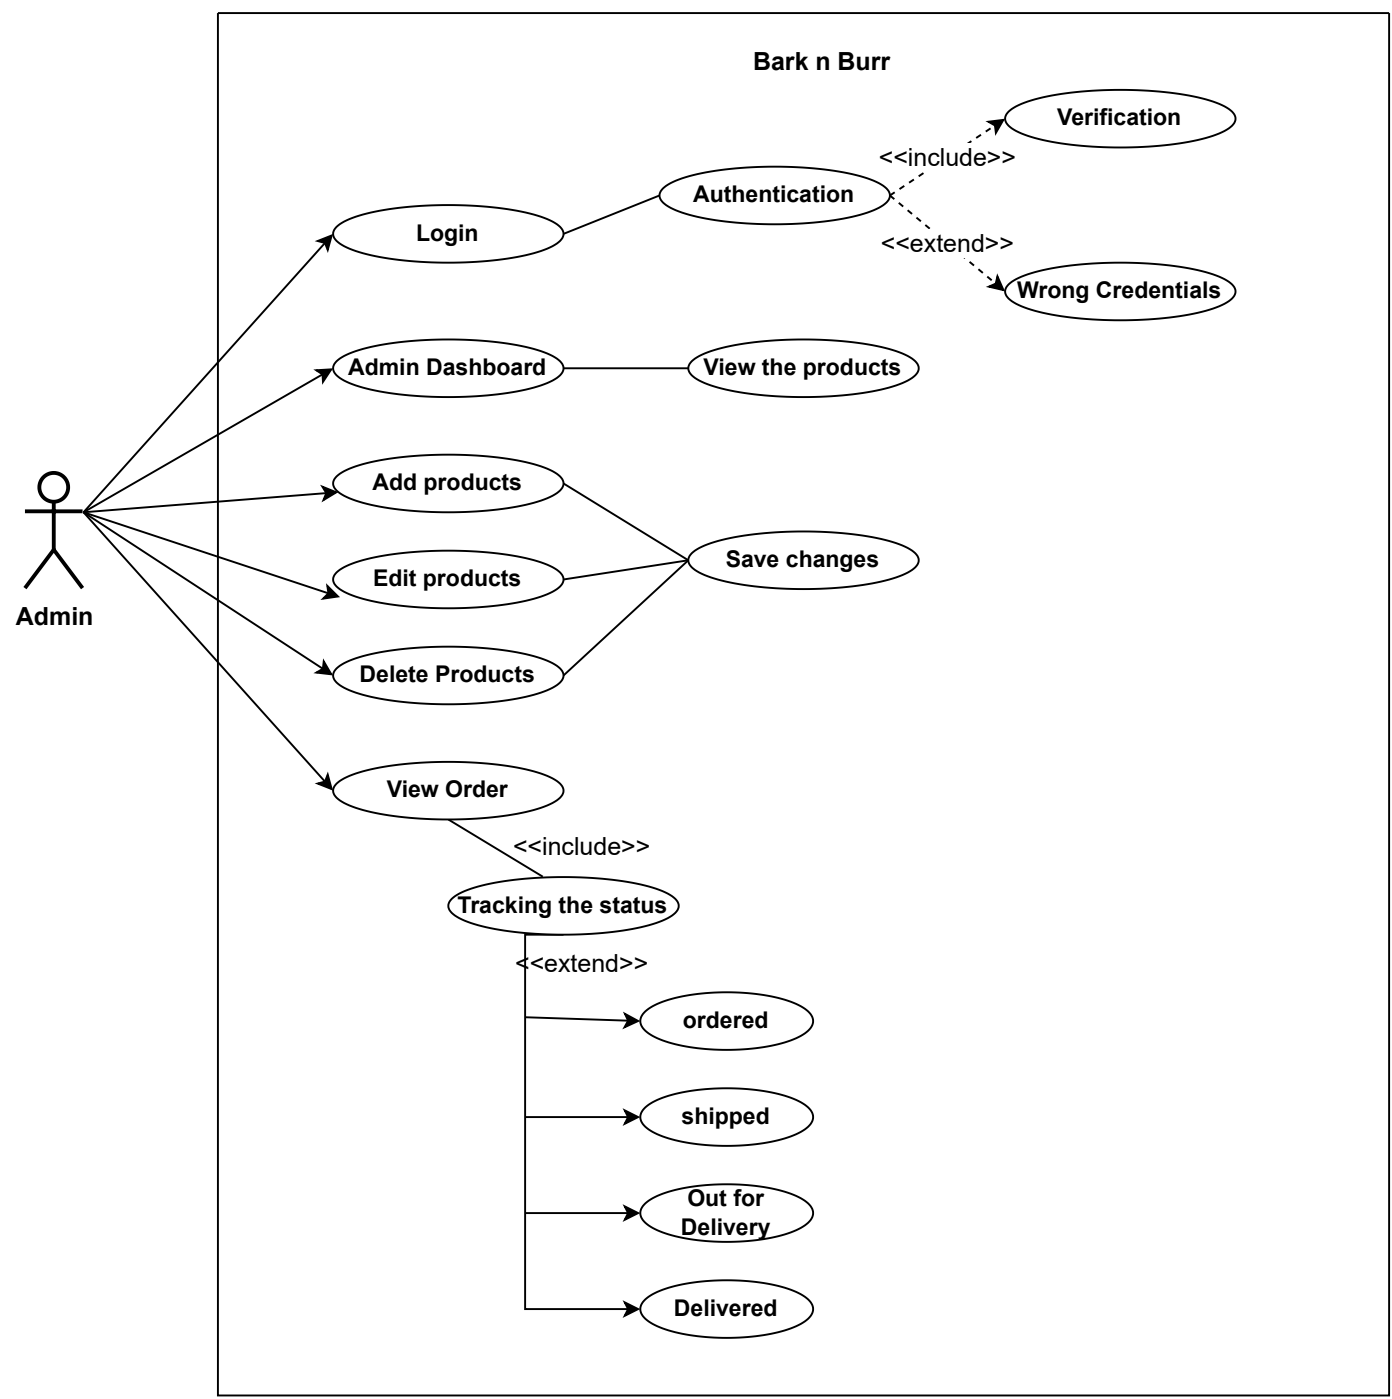 Bark n Burr
Verification
<<include>>
Authentication
Login
<<extend>>
Wrong Credentials
Admin Dashboard
View the products
Add products
Save changes
Edit products
Admin
Delete Products
View Order
<<include>>
Tracking the status
<<extend>>
ordered
shipped
Out for
Delivery
Delivered